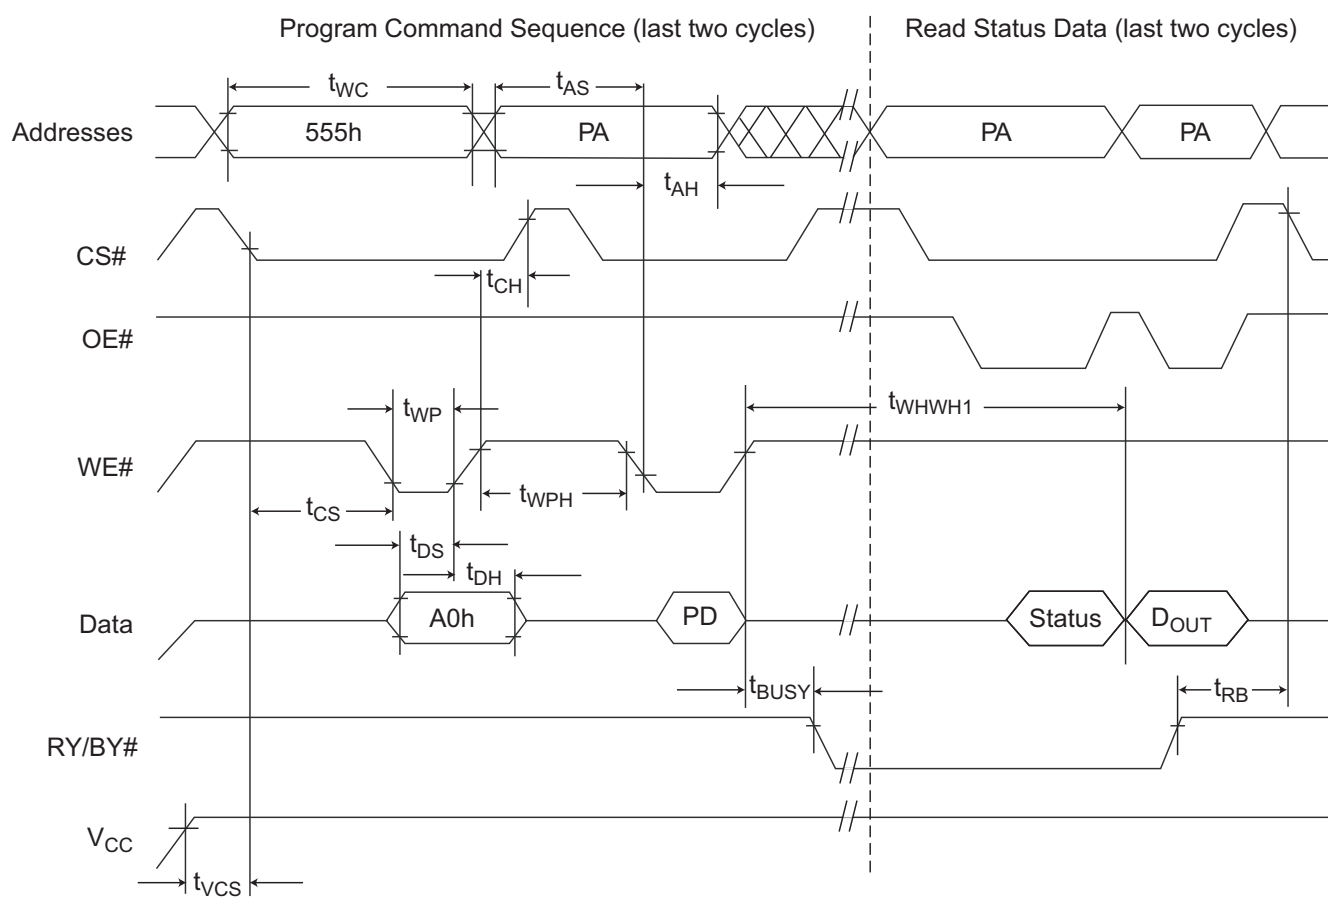 Program Command Sequence (last two cycles)
Read Status Data (last two cycles)
tWC
tAS
Addresses
555h
PA
PA
PA
tAH
CS#
tCH
OE#
tWP
tWHWH1
WE#
tWPH
tCS
tDS
tDH
Data
A0h
PD
Status
DOUT
tBUSY
tRB
RY/BY#
VCC
tVCS